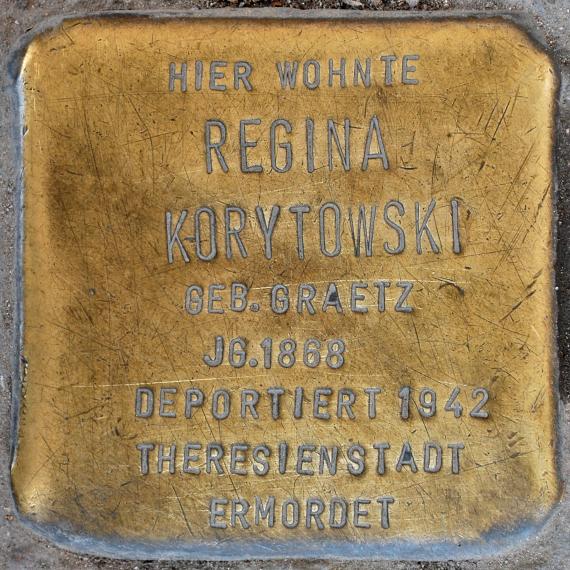 HIER WOHNTE
REGINA
KORYTOWSKI
GEB. GRAETZ
JG. 1868
DEPORTIERT 1942
THERESIENSTADT
ERMORDET